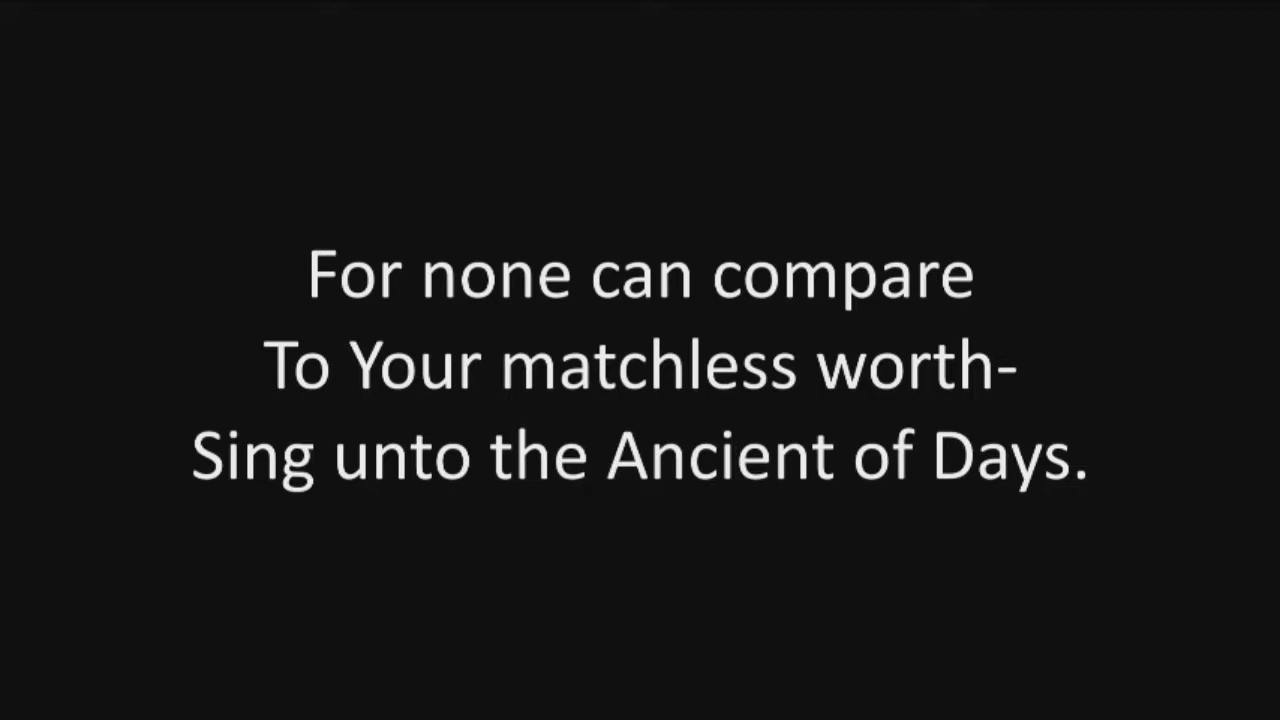 For none can compare
To Your matchless worth-
Sing unto the Ancient of Days.